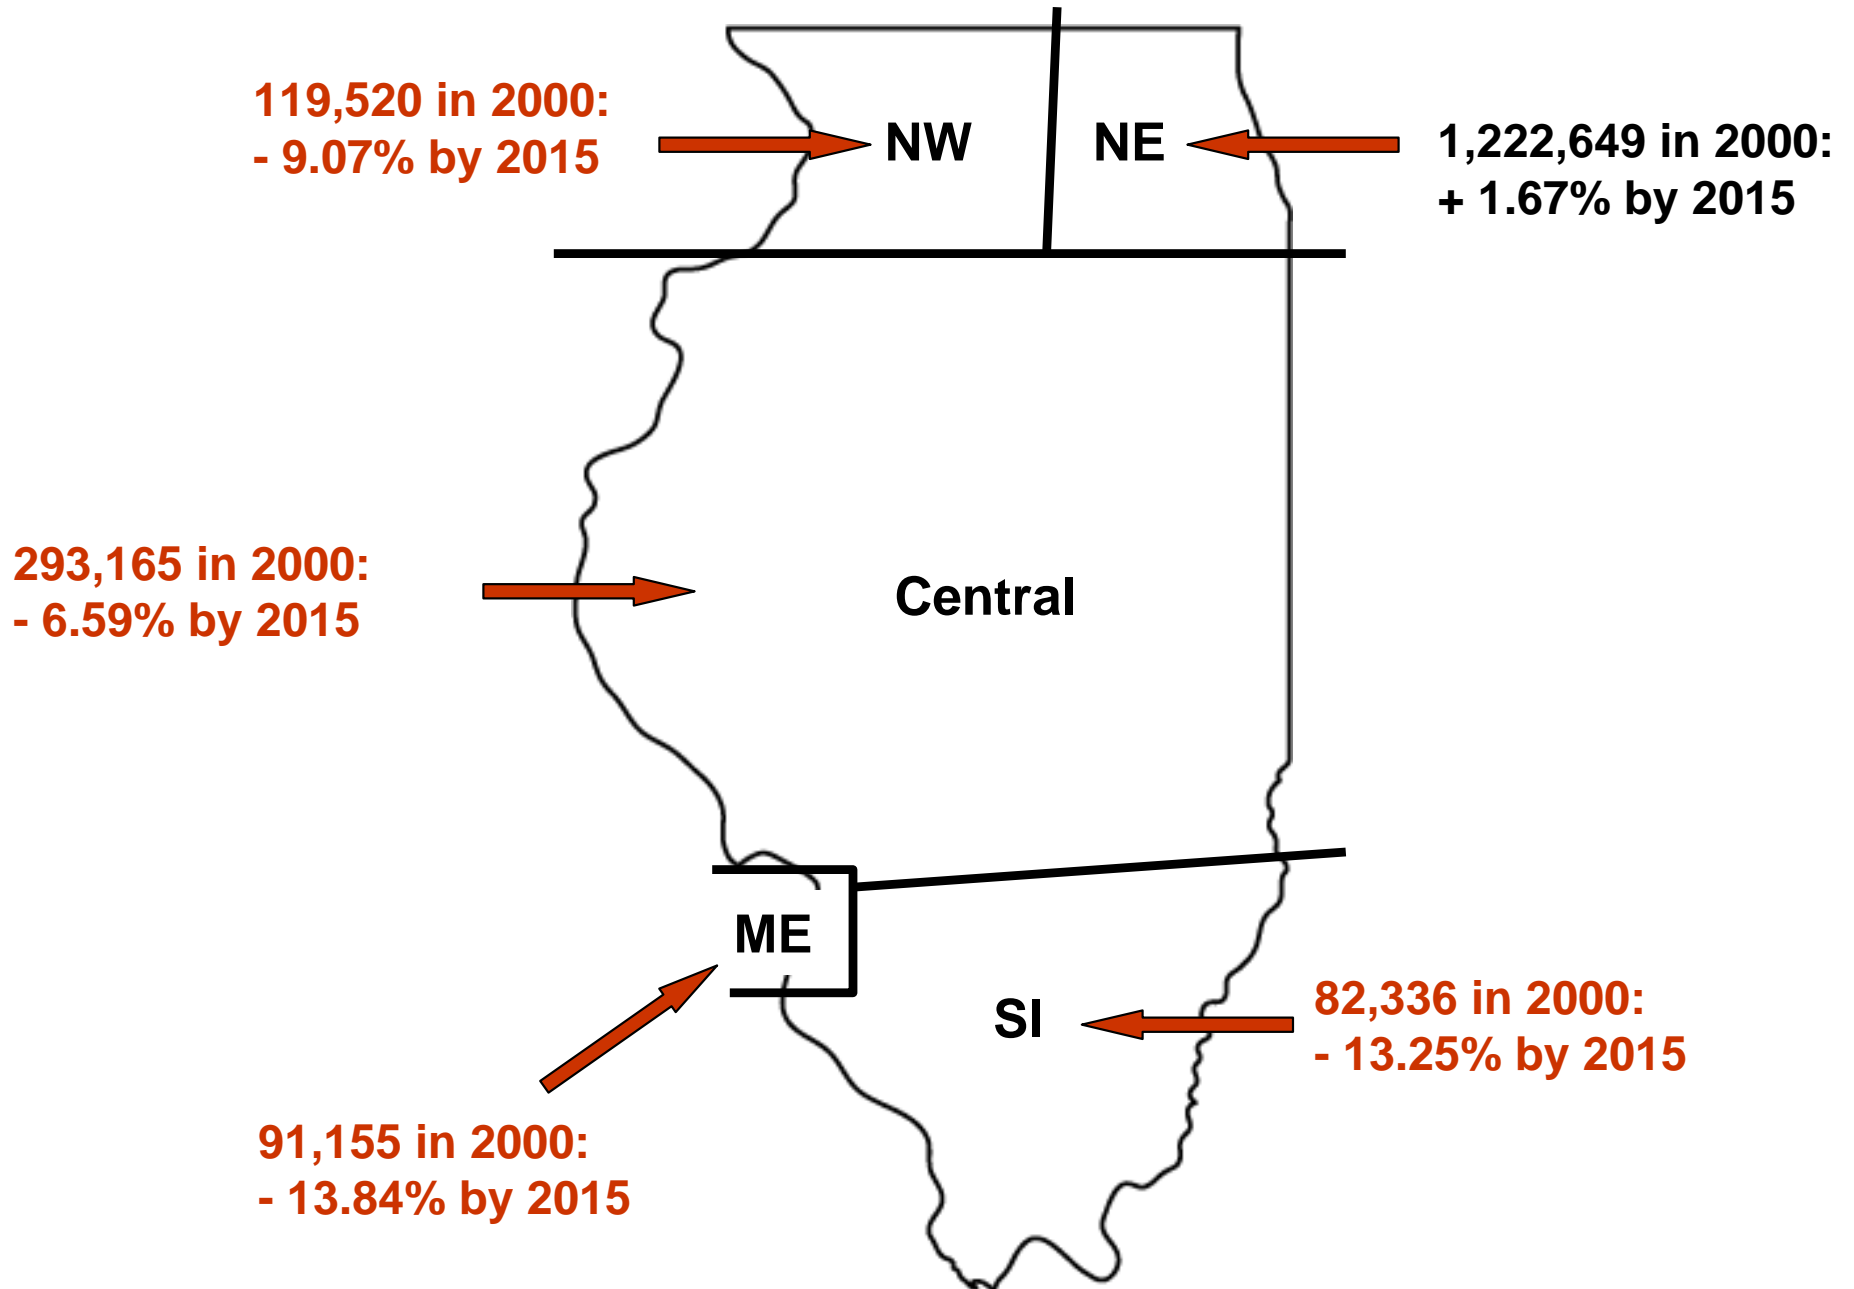 119,520 in 2000:
- 9.07% by 2015
NW
NE
1,222,649 in 2000:
+ 1.67% by 2015
293,165 in 2000:
- 6.59% by 2015
Central
ME
SI
82,336 in 2000:
- 13.25% by 2015
91,155 in 2000:
- 13.84% by 2015